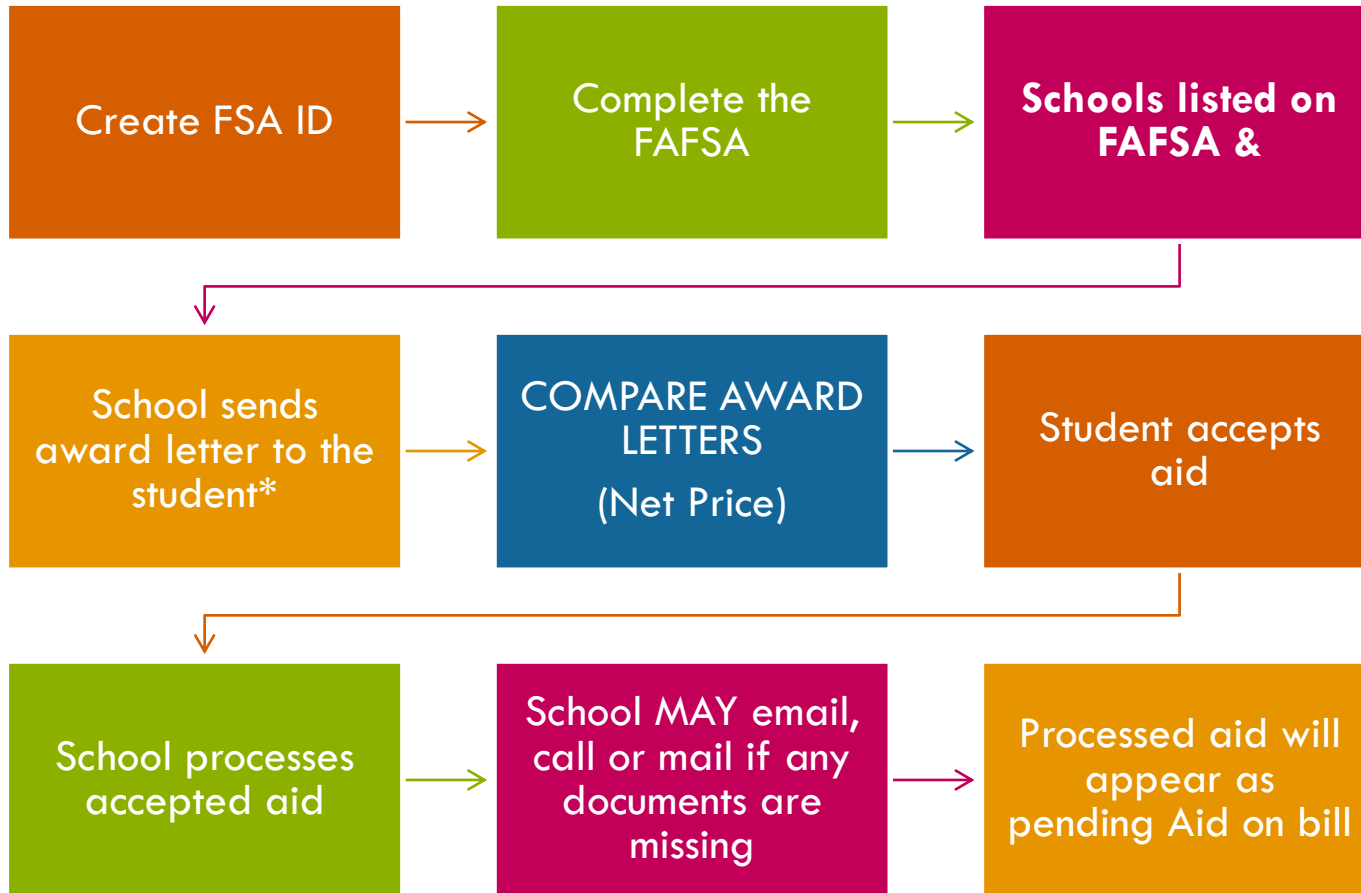 Create FSA ID
Complete the
FAFSA
Schools listed on
FAFSA &
School sends
award letter to the
student*
COMPARE AWARD
LETTERS
(Net Price)
Student accepts
aid
School processes
accepted aid
School MAY email,
call or mail if any
documents are
missing
Processed aid will
appear as
pending Aid on bill